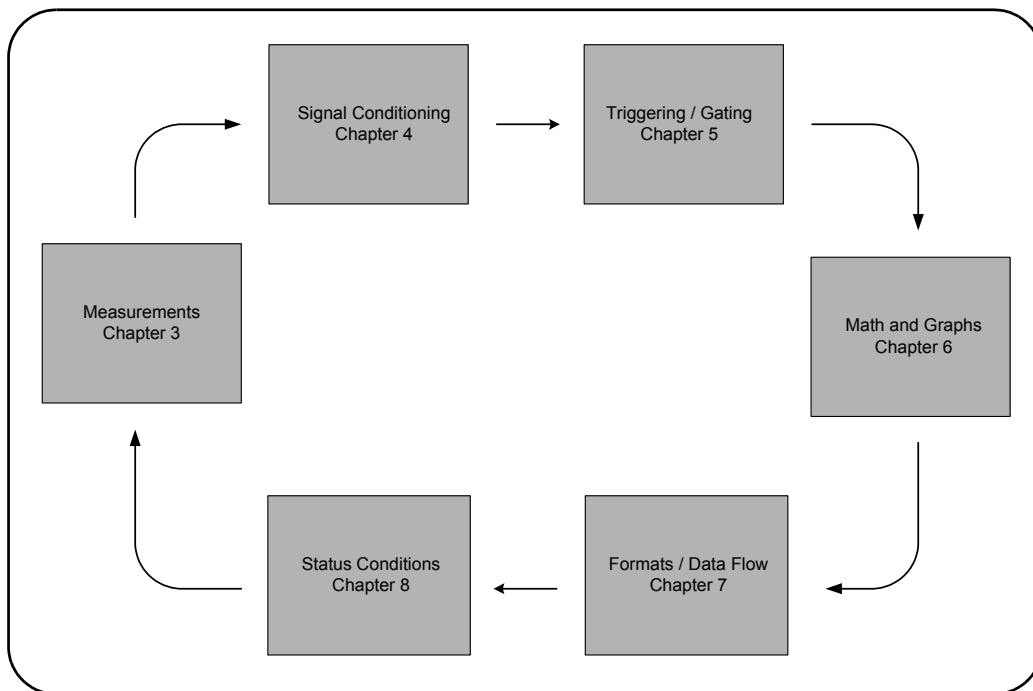 Signal Conditioning
Chapter 4
Triggering / Gating
Chapter 5
Measurements
Chapter 3
Math and Graphs
Chapter 6
Status Conditions
Chapter 8
Formats / Data Flow
Chapter 7